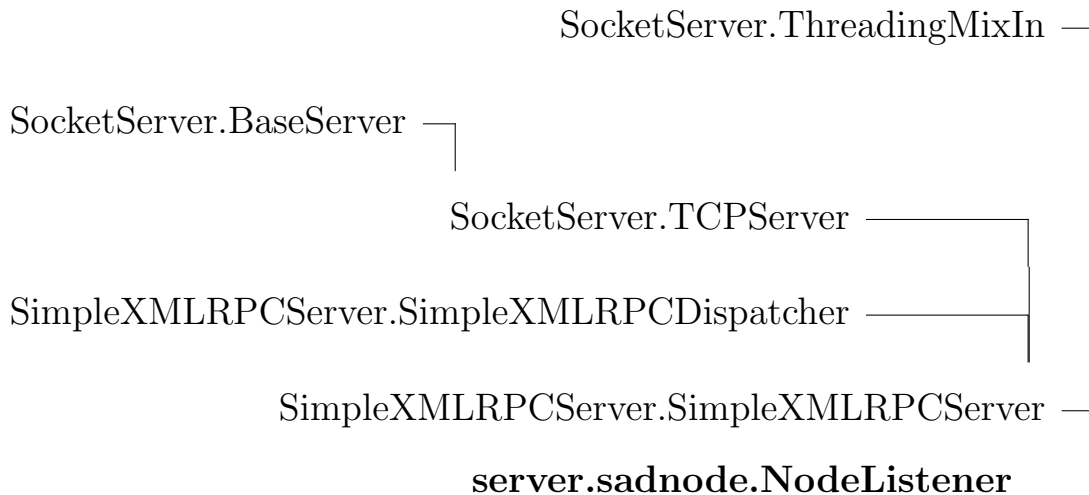 SocketServer.ThreadingMixIn
SocketServer.BaseServer
SocketServer.TCPServer
SimpleXMLRPCServer.SimpleXMLRPCDispatcher
SimpleXMLRPCServer.SimpleXMLRPCServer
server.sadnode.NodeListener